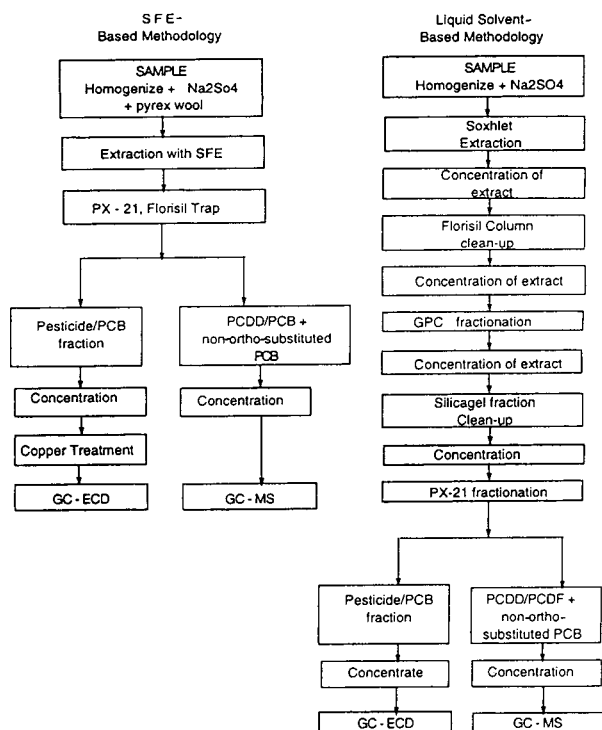 S F E -
Based Methodology
SAMPLE
Homogenize + Na2So4
+ pyrex wool
Extraction with SFE
PX - 21, Florisil Trap
Pesticide/PCB
fraction
Concentration
Copper Treatment
GC - ECD
PCDD/PCB +
non-ortho-substituted
PCB
Concentration
GC - MS
Liquid Solvent-
Based Methodology
SAMPLE
Homogenize + Na2SO4
Soxhlet
Extraction
Concentration of
extract
Florisil Column
clean-up
Concentration of extract
GPC fractionation
Concentration of extract
Silicagel fraction
Clean-up
Concentration
PX-21 fractionation
Pesticide/PCB
fraction
Concentrate
GC - ECD
PCDD/PCDF +
non-ortho-
substituted PCB
Concentration
GC - MS